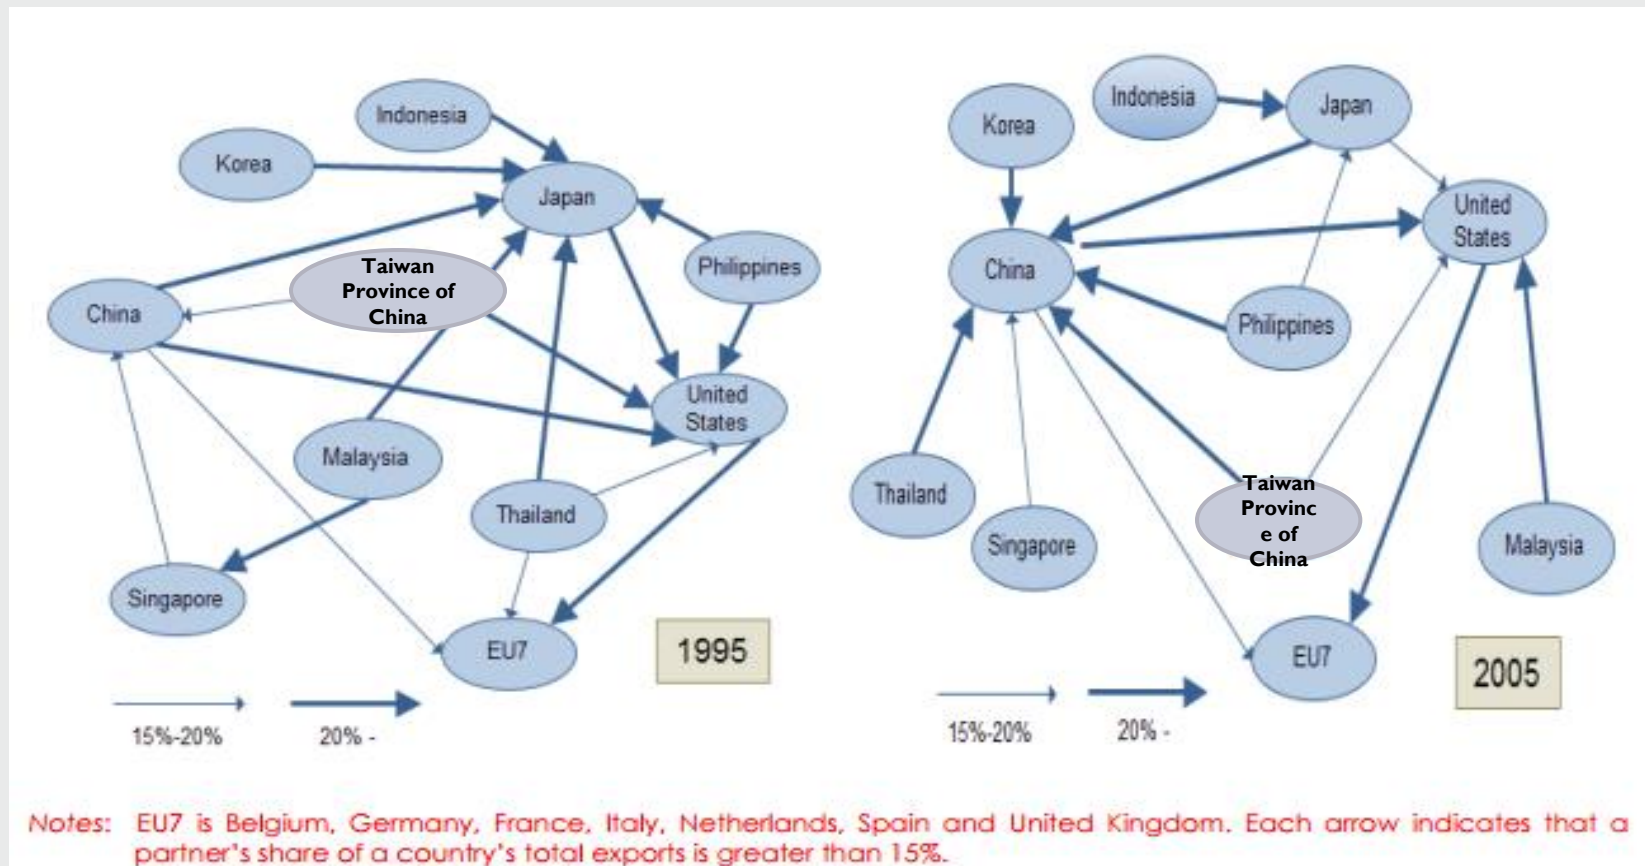 Indonesia
Korea
Japan
Taiwan
Province of
China
Philippines
China
United
States
Malaysia
Thailand
Singapore
EU7
1995
15%-20%
20% -
Indonesia
Japan
Korea
United
States
China
Philippines
Thailand
Taiwan
Provinc
e of
China
Singapore
Malaysia
EU7
2005
15%-20%
20% -
Notes: EU7 is Belgium, Germany, France, Italy, Netherlands, Spain and United Kingdom. Each arrow indicates that a
partner's share of a country's total exports is greater than 15%.